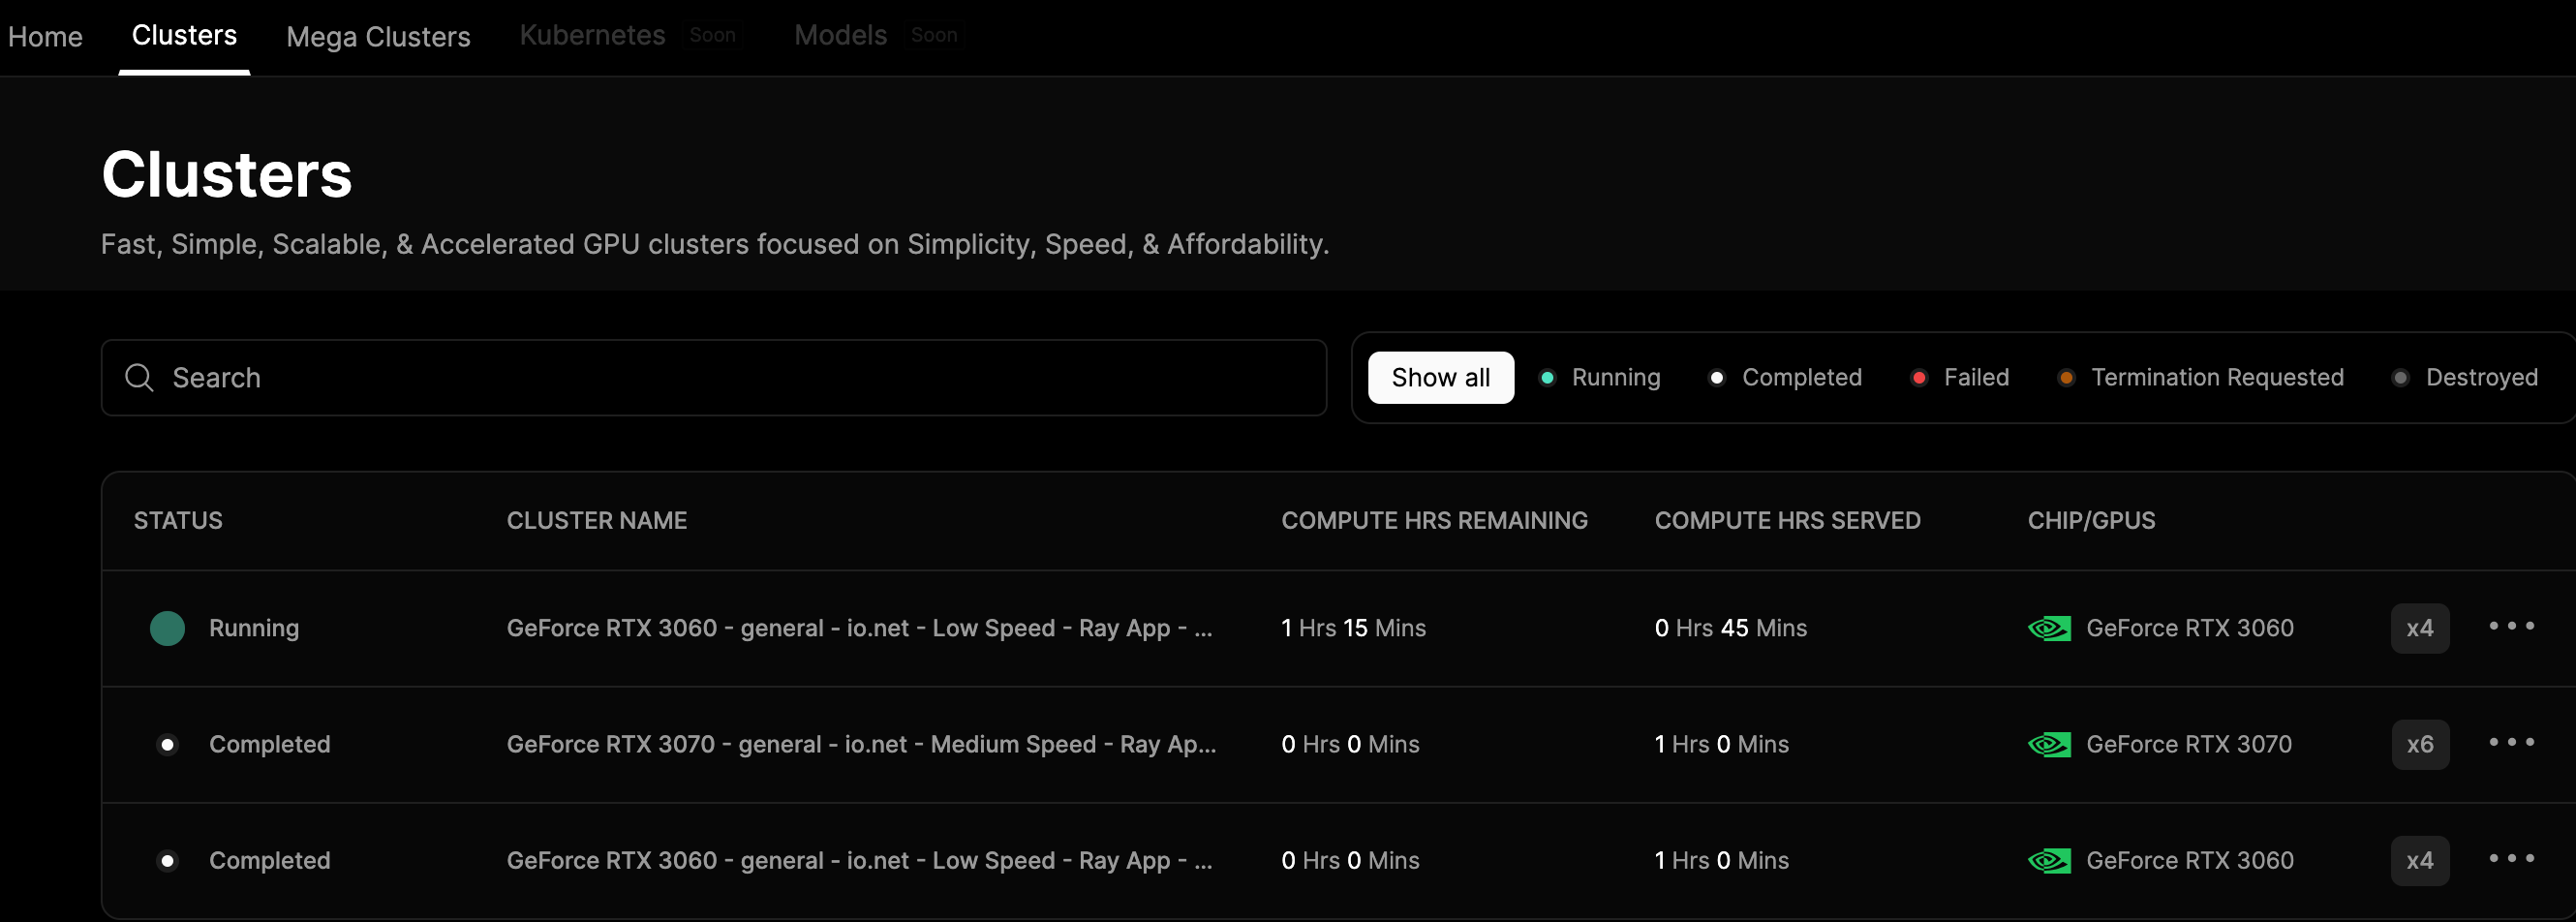 Home Clusters Mega Clusters Kubernetes Soon Models Soon
Clusters
Fast, Simple, Scalable, & Accelerated GPU clusters focused on Simplicity, Speed, & Affordability.
Search Show all Running Completed Failed Termination Requested Destroyed
STATUS CLUSTER NAME COMPUTE HRS REMAINING COMPUTE HRS SERVED CHIP/GPUS
Running GeForce RTX 3060 - general - io.net - Low Speed - Ray App - ... 1 Hrs 15 Mins 0 Hrs 45 Mins GeForce RTX 3060 x4
Completed GeForce RTX 3070 - general - io.net - Medium Speed - Ray Ap... 0 Hrs 0 Mins 1 Hrs 0 Mins GeForce RTX 3070 x6
Completed GeForce RTX 3060 - general - io.net - Low Speed - Ray App - ... 0 Hrs 0 Mins 1 Hrs 0 Mins GeForce RTX 3060 x4